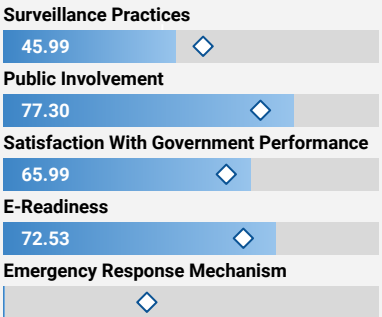 Surveillance Practices
45.99
Public Involvement
77.30
Satisfaction With Government Performance
65.99
E-Readiness
72.53
Emergency Response Mechanism